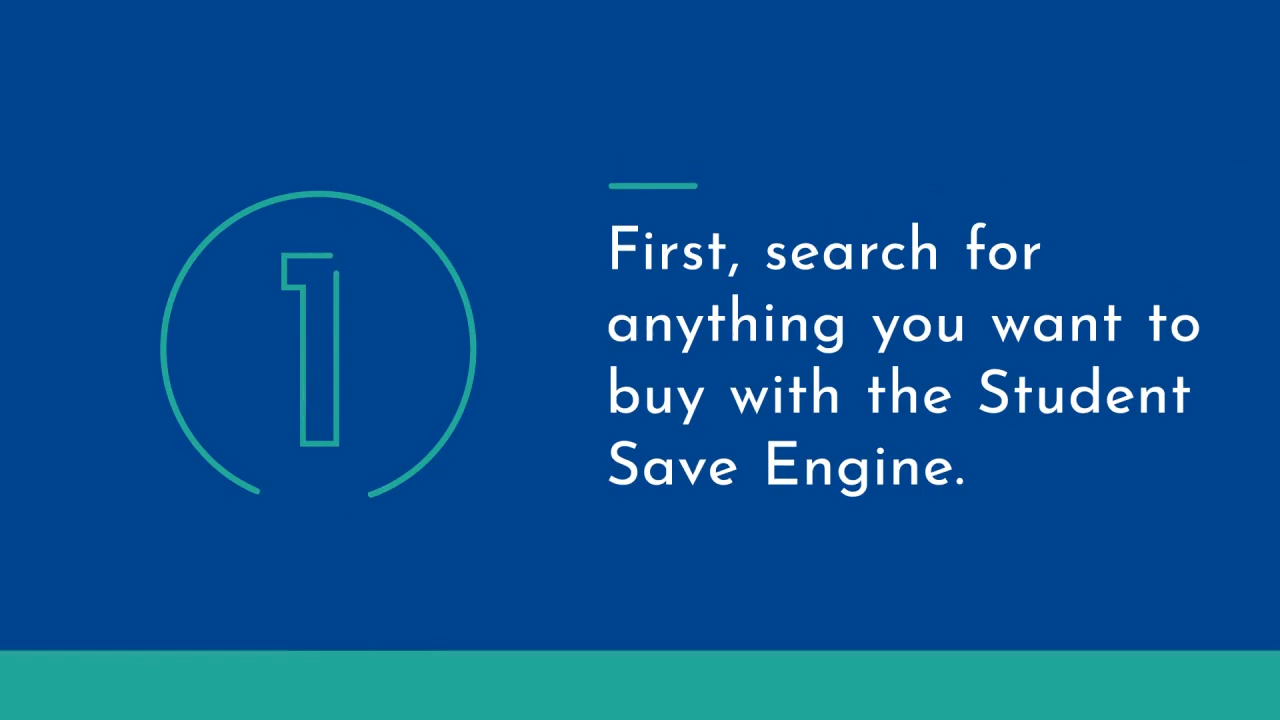 1
First, search for
anything you want to
buy with the Student
Save Engine.